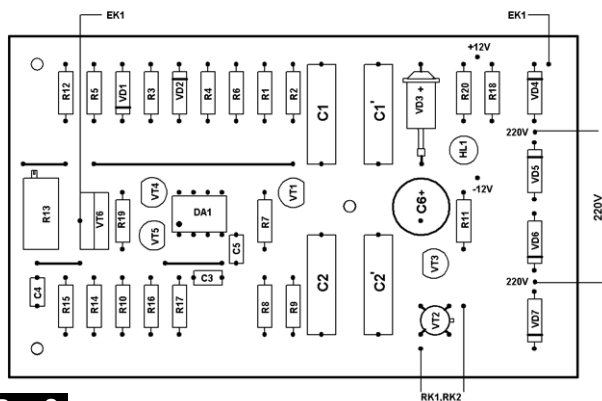 EK1 EK1
+12V
R12 R5 VD1 R3 VD2 R4 R6 R1 R2 C1 C1' VD3 + R20 R18 VD4
220V
HL1
VD5
-12V
220V
R13 VT6 R19 VT4 DA1 VT1 C6+ R11
VT5 R7
C5 VD6
VT3
C3
220V
C4 R15 R14 R10 R16 R17 R8 R9 C2 C2' VT2 VD7
RK1,RK2